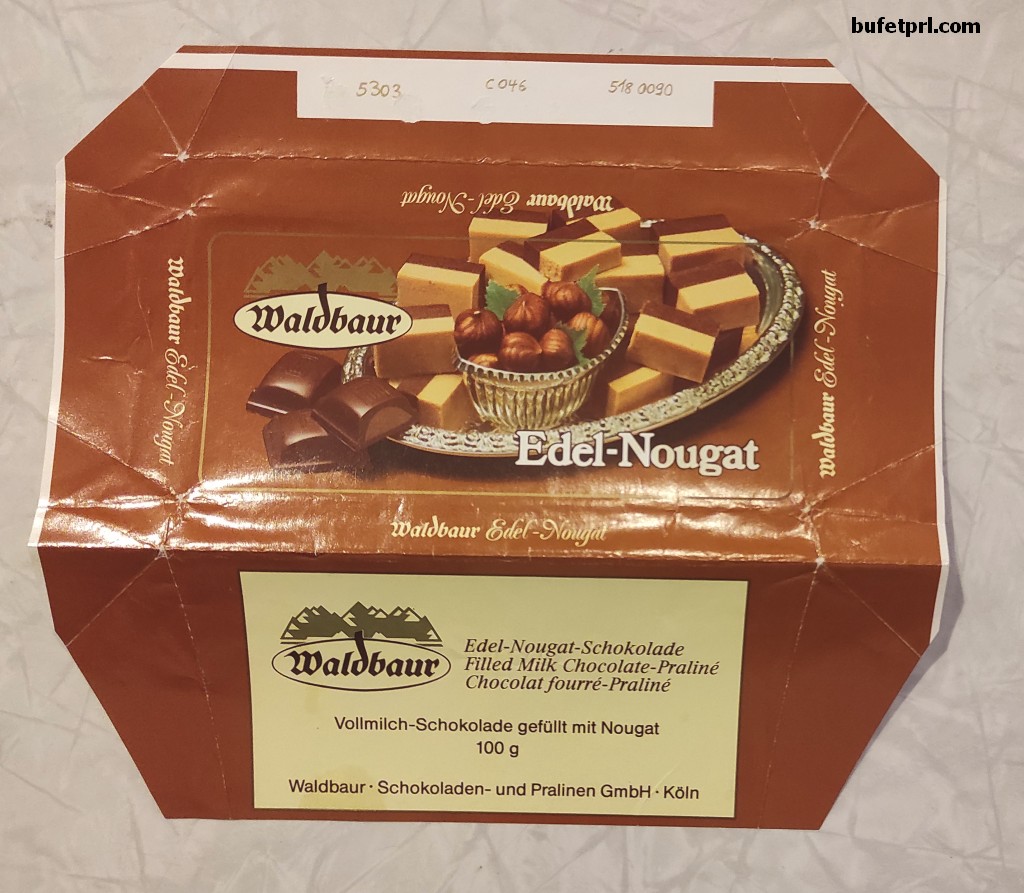 bufetprl.com
5303 C046 518 0090
Waldbaur Edel-Nougat
Waldbaur
Waldbaur Edel-Nougat
Waldbaur Edel-Nougat
Edel-Nougat
Waldbaur Edel-Nougat
Waldbaur
Edel-Nougat-Schokolade
Filled Milk Chocolate-Praliné
Chocolat fourré-Praliné
Vollmilch-Schokolade gefüllt mit Nougat
100 g
Waldbaur · Schokoladen- und Pralinen GmbH · Köln